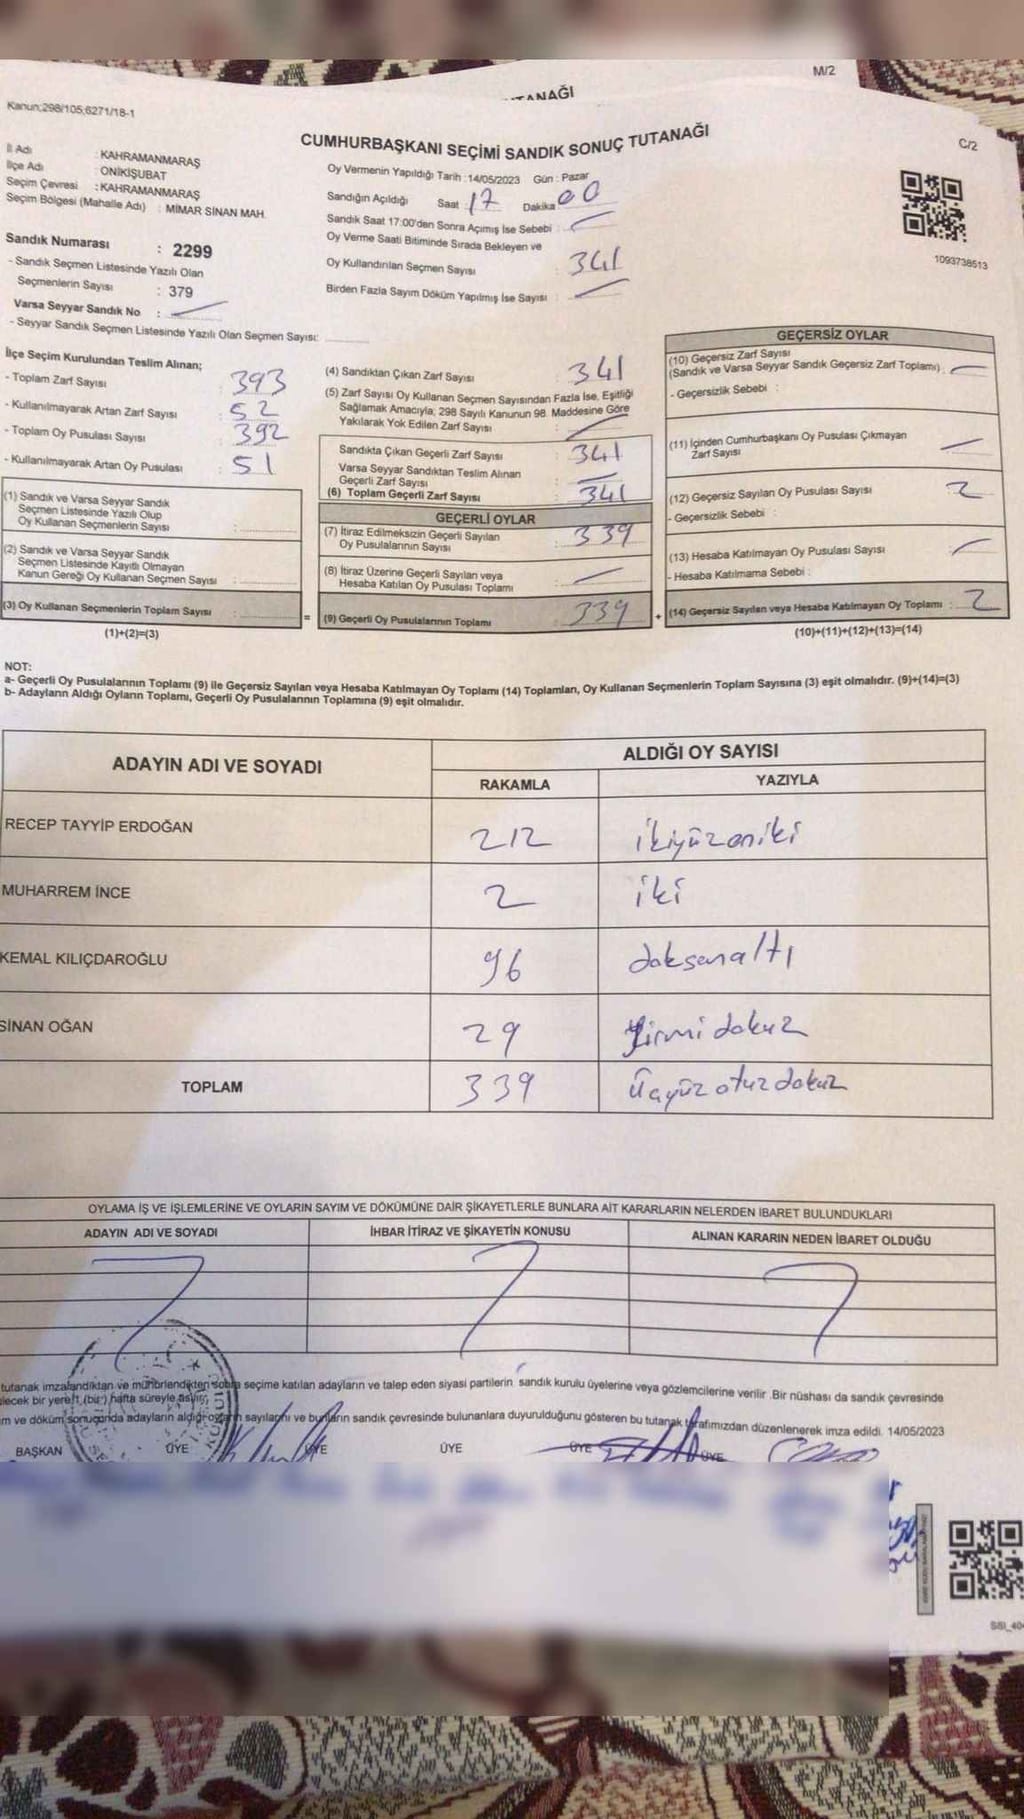 M/2
TANAĞI
Kanun;298/105;6271/18-1
CUMHURBAŞKANI SEÇİMİ SANDIK SONUÇ TUTANAĞI
C/2
İl Adı : KAHRAMANMARAŞ
İlçe Adı : ONİKİŞUBAT
Seçim Çevresi : KAHRAMANMARAŞ
Seçim Bölgesi (Mahalle Adı) : MİMAR SİNAN MAH.
Sandık Numarası : 2299
- Sandık Seçmen Listesinde Yazılı Olan
Seçmenlerin Sayısı : 379
Varsa Seyyar Sandık No :
- Seyyar Sandık Seçmen Listesinde Yazılı Olan Seçmen Sayısı:
Oy Vermenin Yapıldığı Tarih :14/05/2023 Gün : Pazar
Sandığın Açıldığı Saat : 17 Dakika 00
Sandık Saat 17:00'den Sonra Açımış İse Sebebi :
Oy Verme Saati Bitiminde Sırada Bekleyen ve
Oy Kullandırılan Seçmen Sayısı : 341
Birden Fazla Sayım Döküm Yapılmış İse Sayısı :
1093738513
İlçe Seçim Kurulundan Teslim Alınan;
- Toplam Zarf Sayısı : 393
- Kullanılmayarak Artan Zarf Sayısı : 52
- Toplam Oy Pusulası Sayısı : 392
- Kullanılmayarak Artan Oy Pusulası : 51
(1) Sandık ve Varsa Seyyar Sandık
Seçmen Listesinde Yazılı Olup
Oy Kullanan Seçmenlerin Sayısı :
(2) Sandık ve Varsa Seyyar Sandık
Seçmen Listesinde Kayıtlı Olmayan
Kanun Gereği Oy Kullanan Seçmen Sayısı :
(3) Oy Kullanan Seçmenlerin Toplam Sayısı :
(1)+(2)=(3)
(4) Sandıktan Çıkan Zarf Sayısı : 341
(5) Zarf Sayısı Oy Kullanan Seçmen Sayısından Fazla İse, Eşitliği
Sağlamak Amacıyla; 298 Sayılı Kanunun 98. Maddesine Göre
Yakılarak Yok Edilen Zarf Sayısı :
Sandıkta Çıkan Geçerli Zarf Sayısı : 341
Varsa Seyyar Sandıktan Teslim Alınan
Geçerli Zarf Sayısı :
(6) Toplam Geçerli Zarf Sayısı : 341
GEÇERLİ OYLAR
(7) İtiraz Edilmeksizin Geçerli Sayılan
Oy Pusulalarının Sayısı : 339
(8) İtiraz Üzerine Geçerli Sayılan veya
Hesaba Katılan Oy Pusulası Toplamı :
= (9) Geçerli Oy Pusulalarının Toplamı : 339 +
GEÇERSİZ OYLAR
(10) Geçersiz Zarf Sayısı
(Sandık ve Varsa Seyyar Sandık Geçersiz Zarf Toplamı) :
- Geçersizlik Sebebi :
(11) İçinden Cumhurbaşkanı Oy Pusulası Çıkmayan
Zarf Sayısı :
(12) Geçersiz Sayılan Oy Pusulası Sayısı : 2
- Geçersizlik Sebebi :
(13) Hesaba Katılmayan Oy Pusulası Sayısı :
- Hesaba Katılmama Sebebi :
(14) Geçersiz Sayılan veya Hesaba Katılmayan Oy Toplamı : 2
(10)+(11)+(12)+(13)=(14)
NOT:
a- Geçerli Oy Pusulalarının Toplamı (9) ile Geçersiz Sayılan veya Hesaba Katılmayan Oy Toplamı (14) Toplamları, Oy Kullanan Seçmenlerin Toplam Sayısına (3) eşit olmalıdır. (9)+(14)=(3)
b- Adayların Aldığı Oyların Toplamı, Geçerli Oy Pusulalarının Toplamına (9) eşit olmalıdır.
ADAYIN ADI VE SOYADI
ALDIĞI OY SAYISI
RAKAMLA YAZIYLA
RECEP TAYYİP ERDOĞAN 212 ikiyüzoniki
MUHARREM İNCE 2 iki
KEMAL KILIÇDAROĞLU 96 doksanaltı
SİNAN OĞAN 29 Yirmidokuz
TOPLAM 339 Üçyüzotuzdokuz
OYLAMA İŞ VE İŞLEMLERİNE VE OYLARIN SAYIM VE DÖKÜMÜNE DAİR ŞİKAYETLERLE BUNLARA AİT KARARLARIN NELERDEN İBARET BULUNDUKLARI
ADAYIN ADI VE SOYADI İHBAR İTİRAZ VE ŞİKAYETİN KONUSU ALINAN KARARIN NEDEN İBARET OLDUĞU
tutanak imzalandıktan ve mühürlendikten sonra seçime katılan adayların ve talep eden siyasi partilerin sandık kurulu üyelerine veya gözlemcilerine verilir .Bir nüshası da sandık çevresinde
ilecek bir yere 1 (bir) hafta süreyle asılır.
m ve döküm sonucunda adayların aldığı oyların sayılarını ve bunların sandık çevresinde bulunanlara duyurulduğunu gösteren bu tutanak tarafımızdan düzenlenerek imza edildi. 14/05/2023
BAŞKAN ÜYE ÜYE ÜYE ÜYE ÜYE